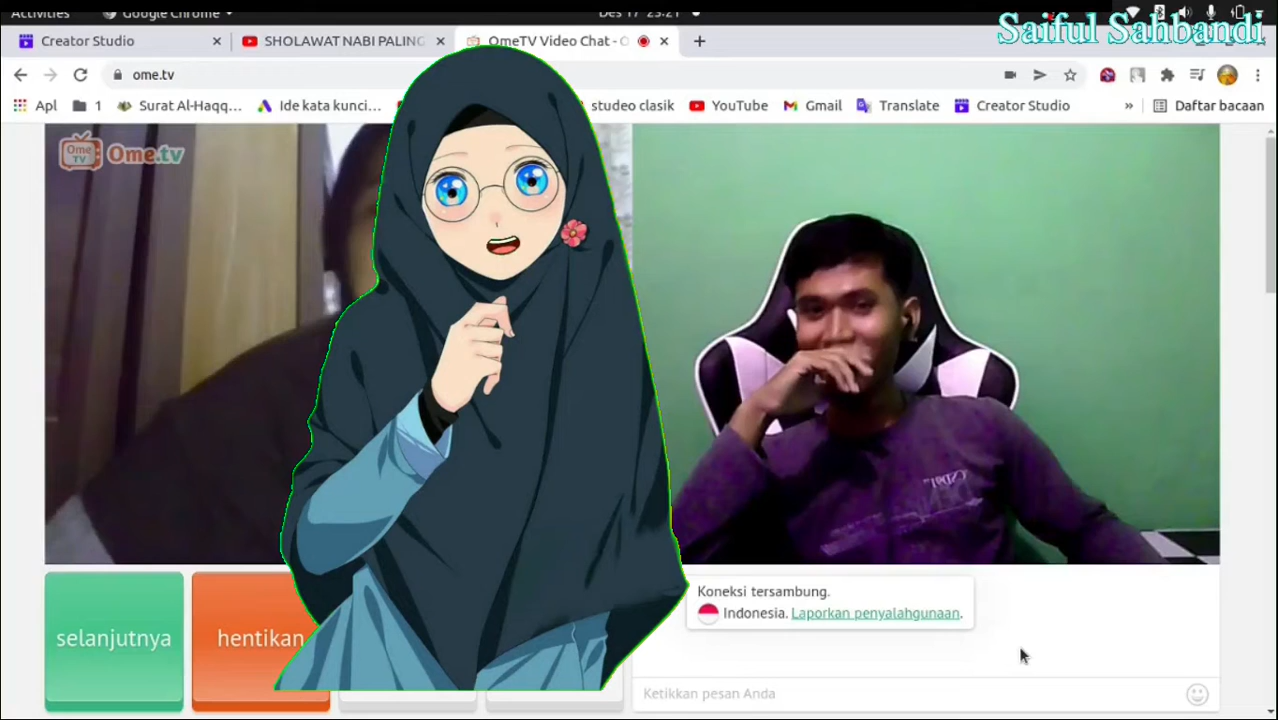 Activities
Google Chrome
Des 17 23:21
Saiful Sahbandi
Creator Studio
SHOLAWAT NABI PALING
OmeTV Video Chat - O
ome.tv
Apl
1
Surat Al-Haqq...
Ide kata kunci...
studeo clasik
YouTube
Gmail
Translate
Creator Studio
»
Daftar bacaan
Ome TV Ome.tv
selanjutnya
hentikan
Koneksi tersambung.
Indonesia. Laporkan penyalahgunaan.
Ketikkan pesan Anda